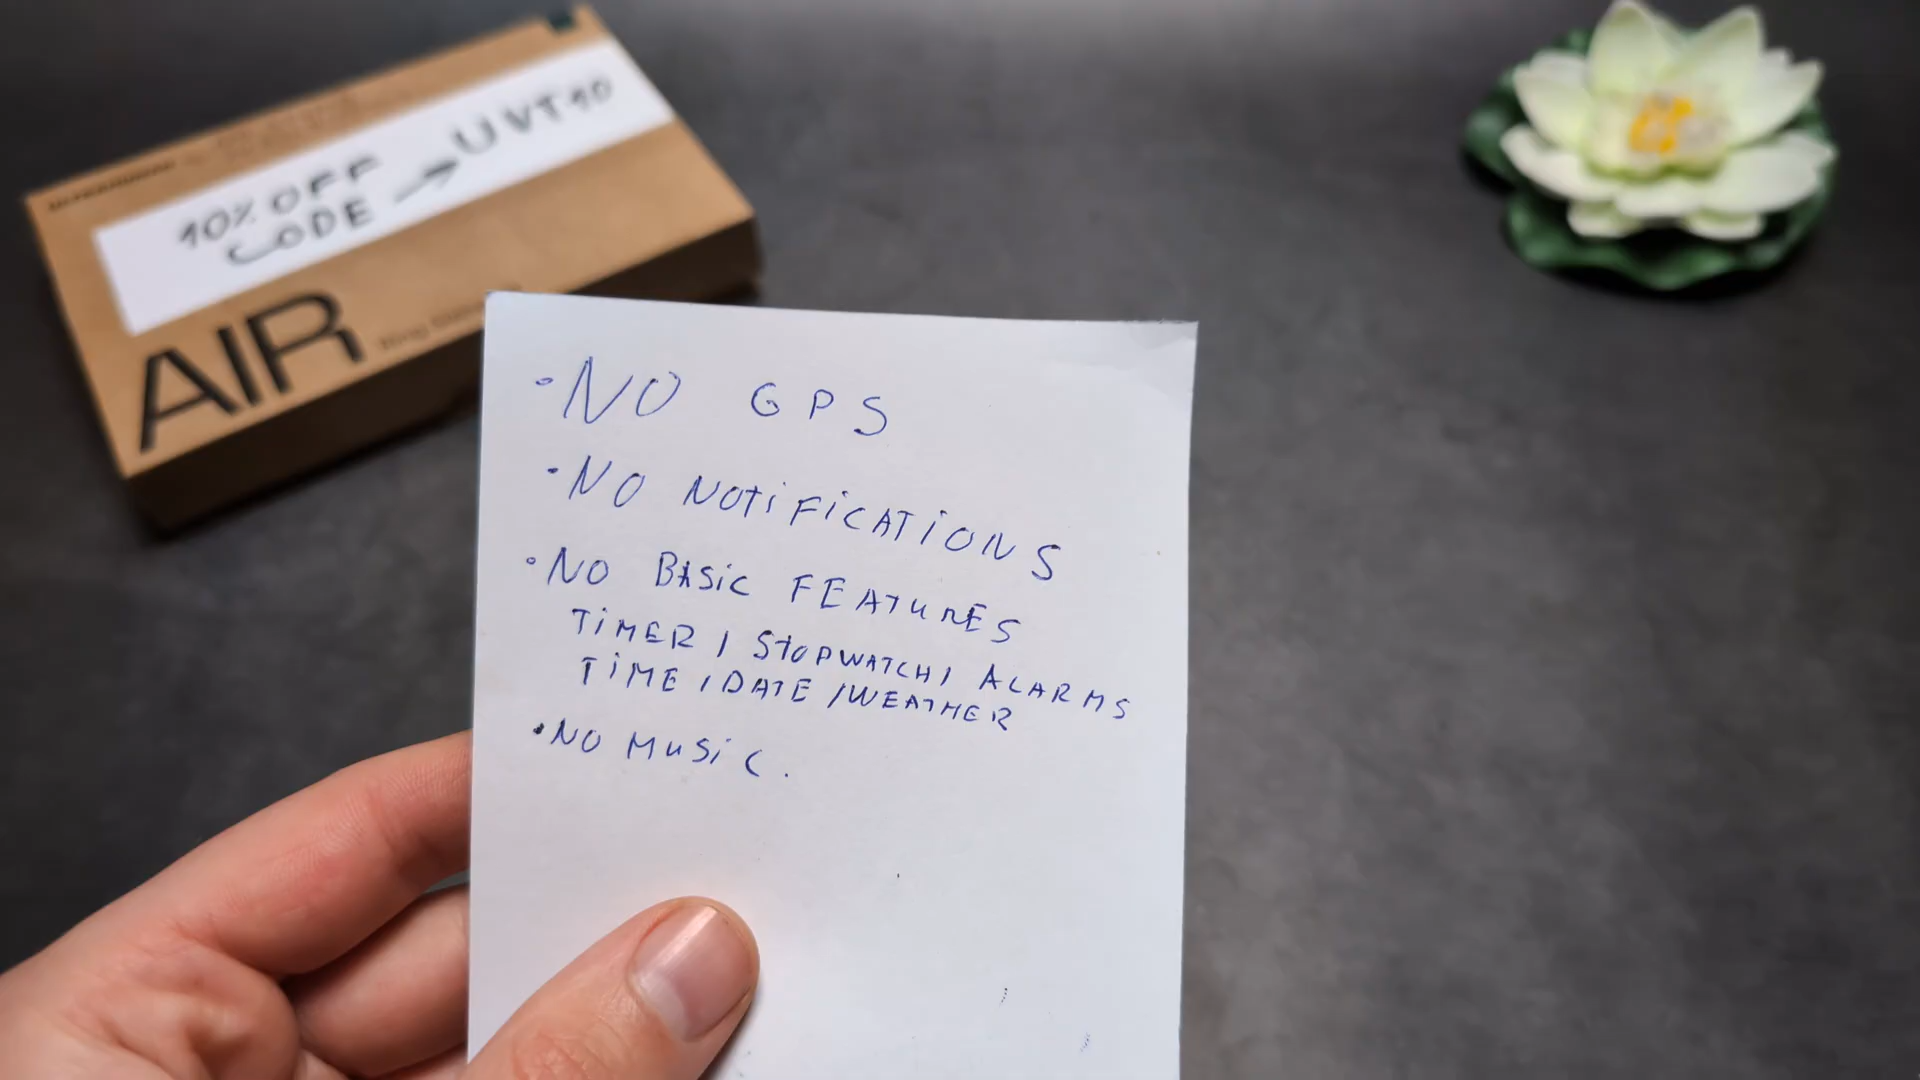 10% OFF
CODE → UVT10
AIR
• NO GPS
• NO NOTiFiCATiONS
• NO BASiC FEATuRES
TiMER / STOPWATCH / ALARMS
TiME / DATE / WEATHER
• NO MuSiC.